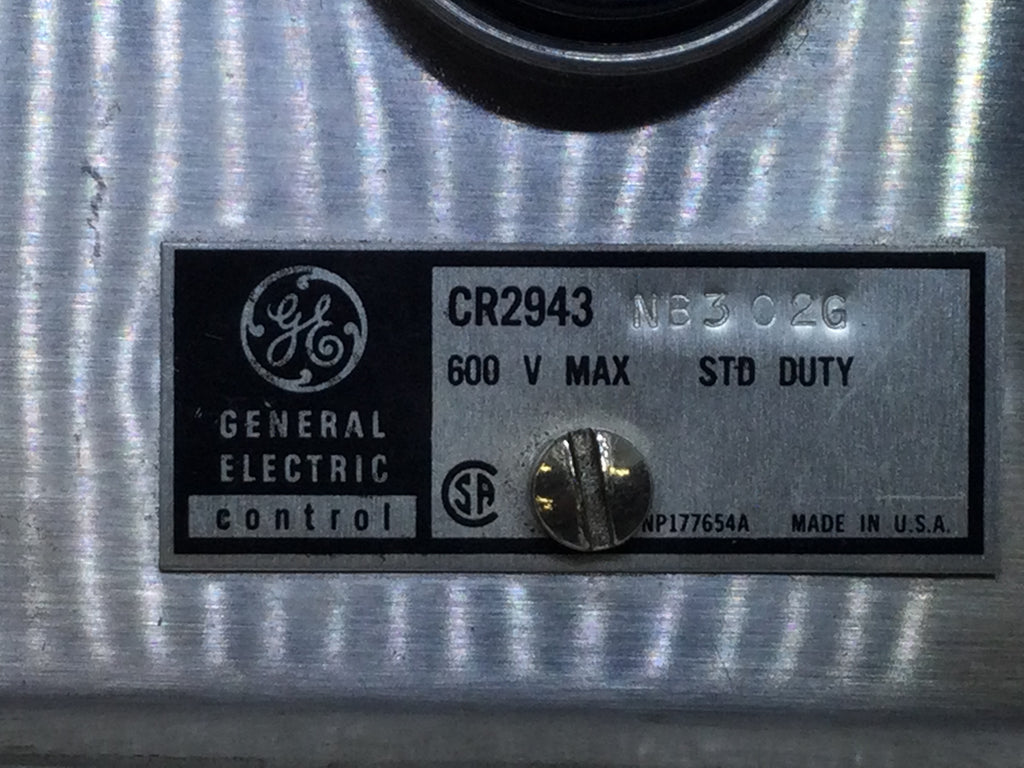 GE
GENERAL
ELECTRIC
control
CR2943 NB302G
600 V MAX STD DUTY
SA NP177654A MADE IN U.S.A.